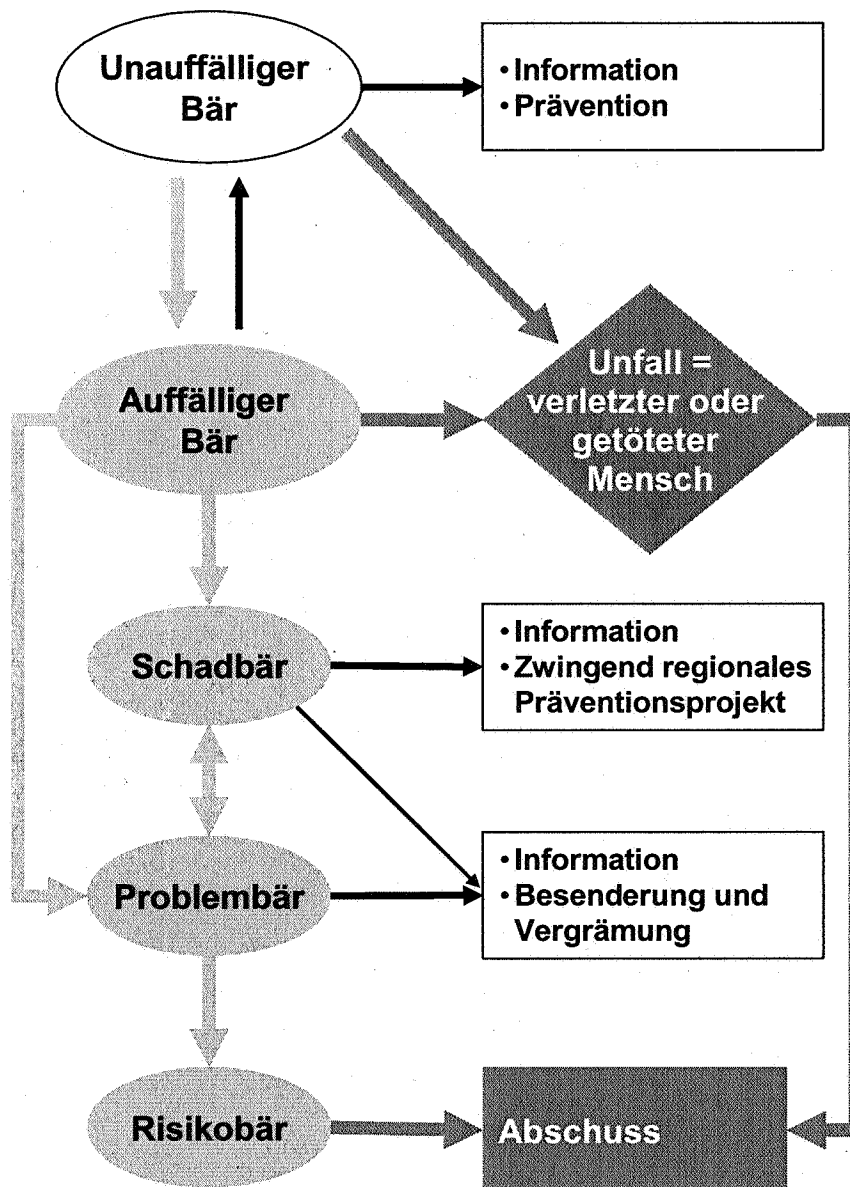 Unauffälliger
Bär
• Information
• Prävention
Auffälliger
Bär
Unfall =
verletzter oder
getöteter
Mensch
Schadbär
• Information
• Zwingend regionales
Präventionsprojekt
Problembär
• Information
• Besenderung und
Vergrämung
Risikobär
Abschuss